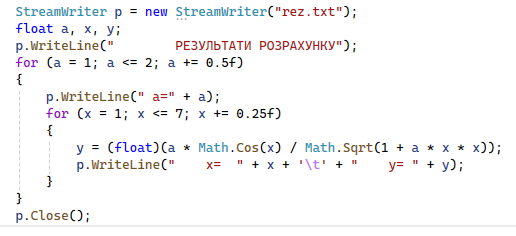 StreamWriter p = new StreamWriter("rez.txt");
float a, x, y;
p.WriteLine("        РЕЗУЛЬТАТИ РОЗРАХУНКУ");
for (a = 1; a <= 2; a += 0.5f)
{
    p.WriteLine(" a=" + a);
    for (x = 1; x <= 7; x += 0.25f)
    {
        y = (float)(a * Math.Cos(x) / Math.Sqrt(1 + a * x * x));
        p.WriteLine("    x=  " + x + '\t' + "    y= " + y);
    }
}
p.Close();